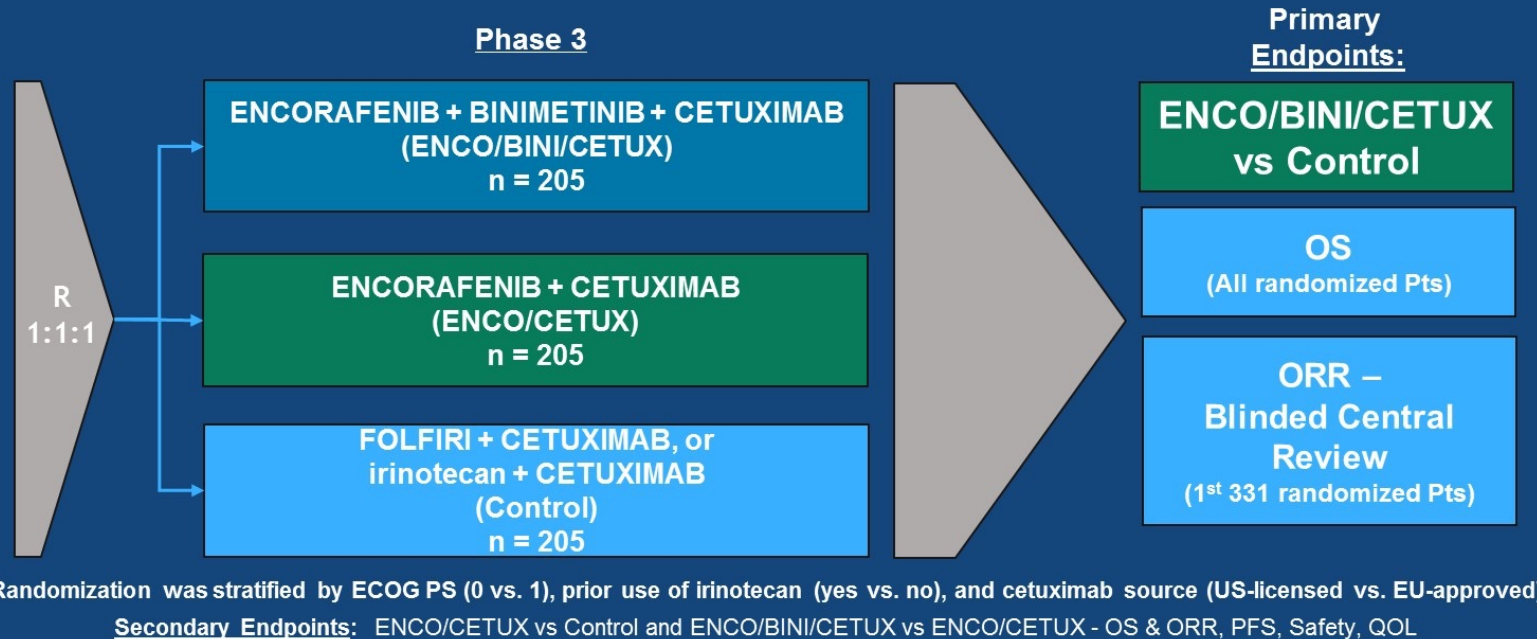 Phase 3
Primary
Endpoints:
R
1:1:1
ENCORAFENIB + BINIMETINIB + CETUXIMAB
(ENCO/BINI/CETUX)
n = 205
ENCORAFENIB + CETUXIMAB
(ENCO/CETUX)
n = 205
FOLFIRI + CETUXIMAB, or
irinotecan + CETUXIMAB
(Control)
n = 205
ENCO/BINI/CETUX
vs Control
OS
(All randomized Pts)
ORR –
Blinded Central
Review
(1st 331 randomized Pts)
Randomization was stratified by ECOG PS (0 vs. 1), prior use of irinotecan (yes vs. no), and cetuximab source (US-licensed vs. EU-approved)
Secondary Endpoints: ENCO/CETUX vs Control and ENCO/BINI/CETUX vs ENCO/CETUX - OS & ORR, PFS, Safety, QOL